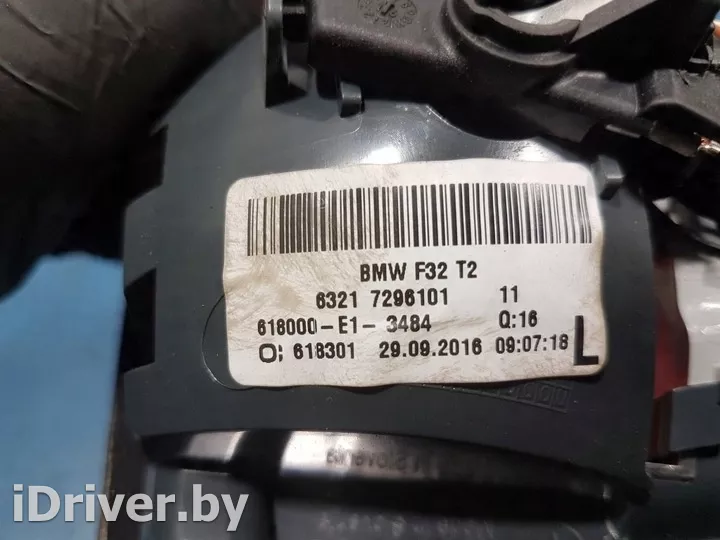 BMW F32 T2
6321 7296101 11
618000-E1- 3484 Q:16
O: 618301 29.09.2016 09:07:18 L
iDriver.by